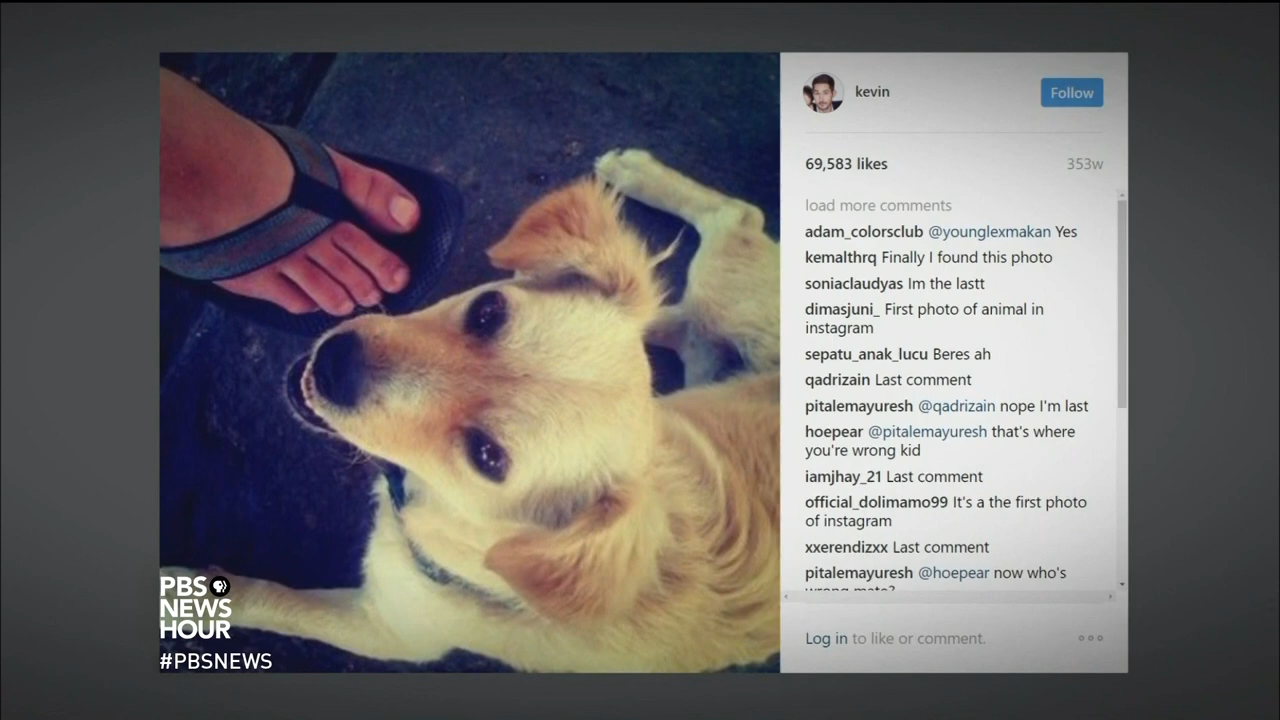 kevin
Follow
69,583 likes
353w
load more comments
adam_colorsclub @younglexmakan Yes
kemalthrq Finally I found this photo
soniaclaudyas Im the lastt
dimasjuni_ First photo of animal in
instagram
sepatu_anak_lucu Beres ah
qadrizain Last comment
pitalemayuresh @qadrizain nope I'm last
hoepear @pitalemayuresh that's where
you're wrong kid
iamjhay_21 Last comment
official_dolimamo99 It's a the first photo
of instagram
xxerendizxx Last comment
pitalemayuresh @hoepear now who's
wrong mate?
Log in to like or comment.
PBS
NEWS
HOUR
#PBSNEWS